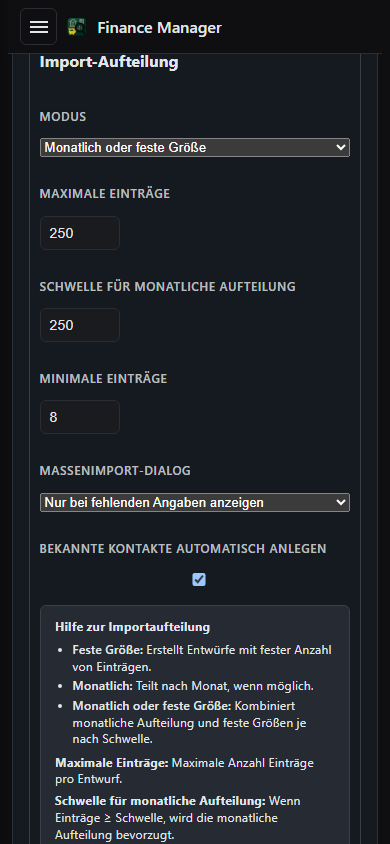 Finance Manager
Import-Aufteilung
MODUS
Monatlich oder feste Größe
MAXIMALE EINTRÄGE
250
SCHWELLE FÜR MONATLICHE AUFTEILUNG
250
MINIMALE EINTRÄGE
8
MASSENIMPORT-DIALOG
Nur bei fehlenden Angaben anzeigen
BEKANNTE KONTAKTE AUTOMATISCH ANLEGEN
Hilfe zur Importaufteilung
• Feste Größe: Erstellt Entwürfe mit fester Anzahl
von Einträgen.
• Monatlich: Teilt nach Monat, wenn möglich.
• Monatlich oder feste Größe: Kombiniert
monatliche Aufteilung und feste Größen je
nach Schwelle.
Maximale Einträge: Maximale Anzahl Einträge
pro Entwurf.
Schwelle für monatliche Aufteilung: Wenn
Einträge ≥ Schwelle, wird die monatliche
Aufteilung bevorzugt.